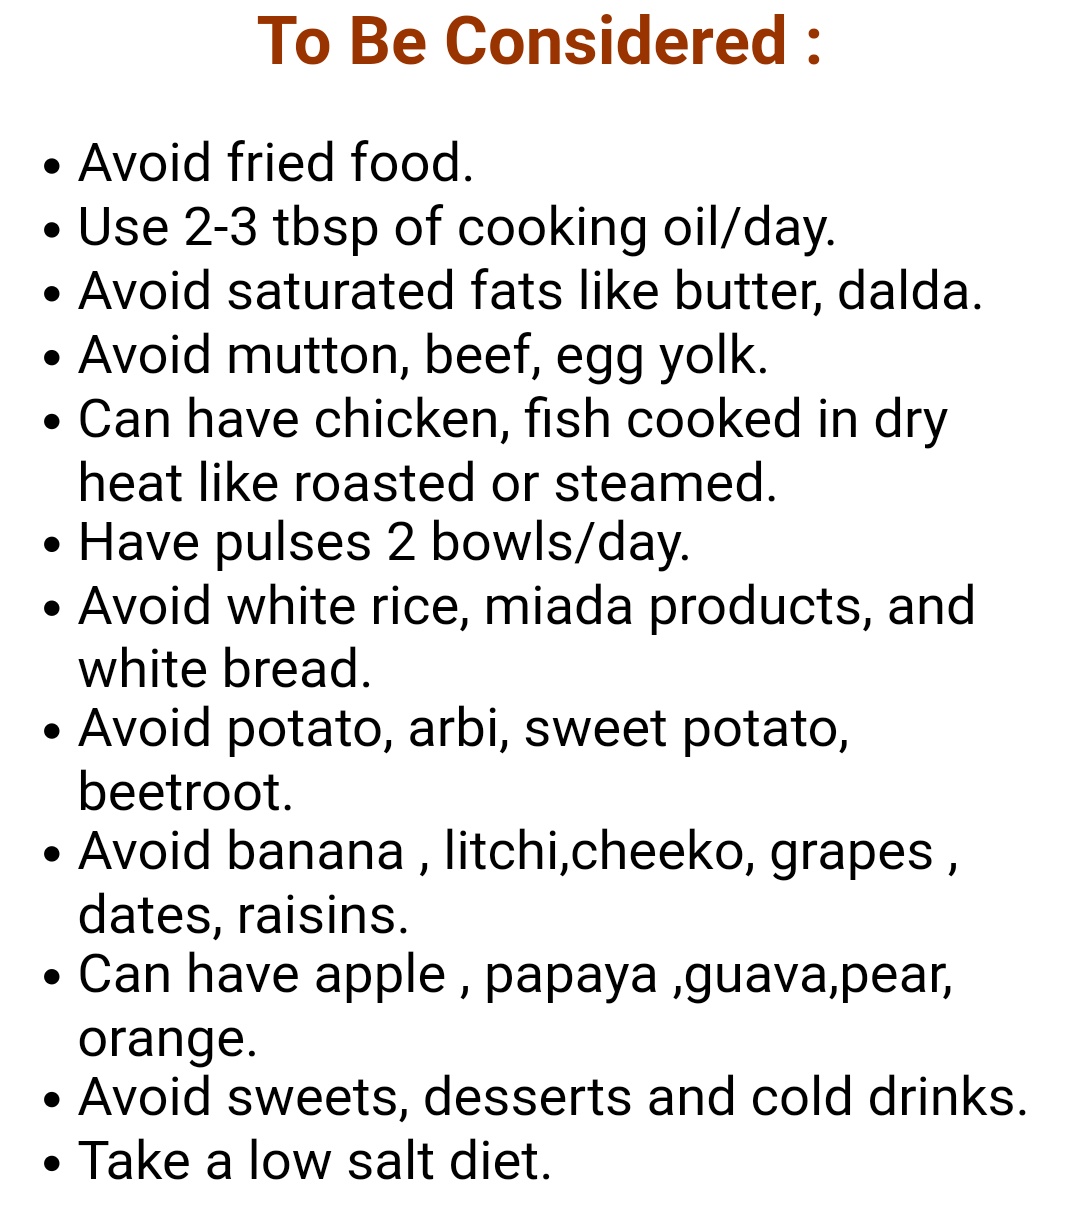 To Be Considered :
• Avoid fried food.
• Use 2-3 tbsp of cooking oil/day.
• Avoid saturated fats like butter, dalda.
• Avoid mutton, beef, egg yolk.
• Can have chicken, fish cooked in dry
heat like roasted or steamed.
• Have pulses 2 bowls/day.
• Avoid white rice, miada products, and
white bread.
• Avoid potato, arbi, sweet potato,
beetroot.
• Avoid banana , litchi,cheeko, grapes ,
dates, raisins.
• Can have apple , papaya ,guava,pear,
orange.
• Avoid sweets, desserts and cold drinks.
• Take a low salt diet.